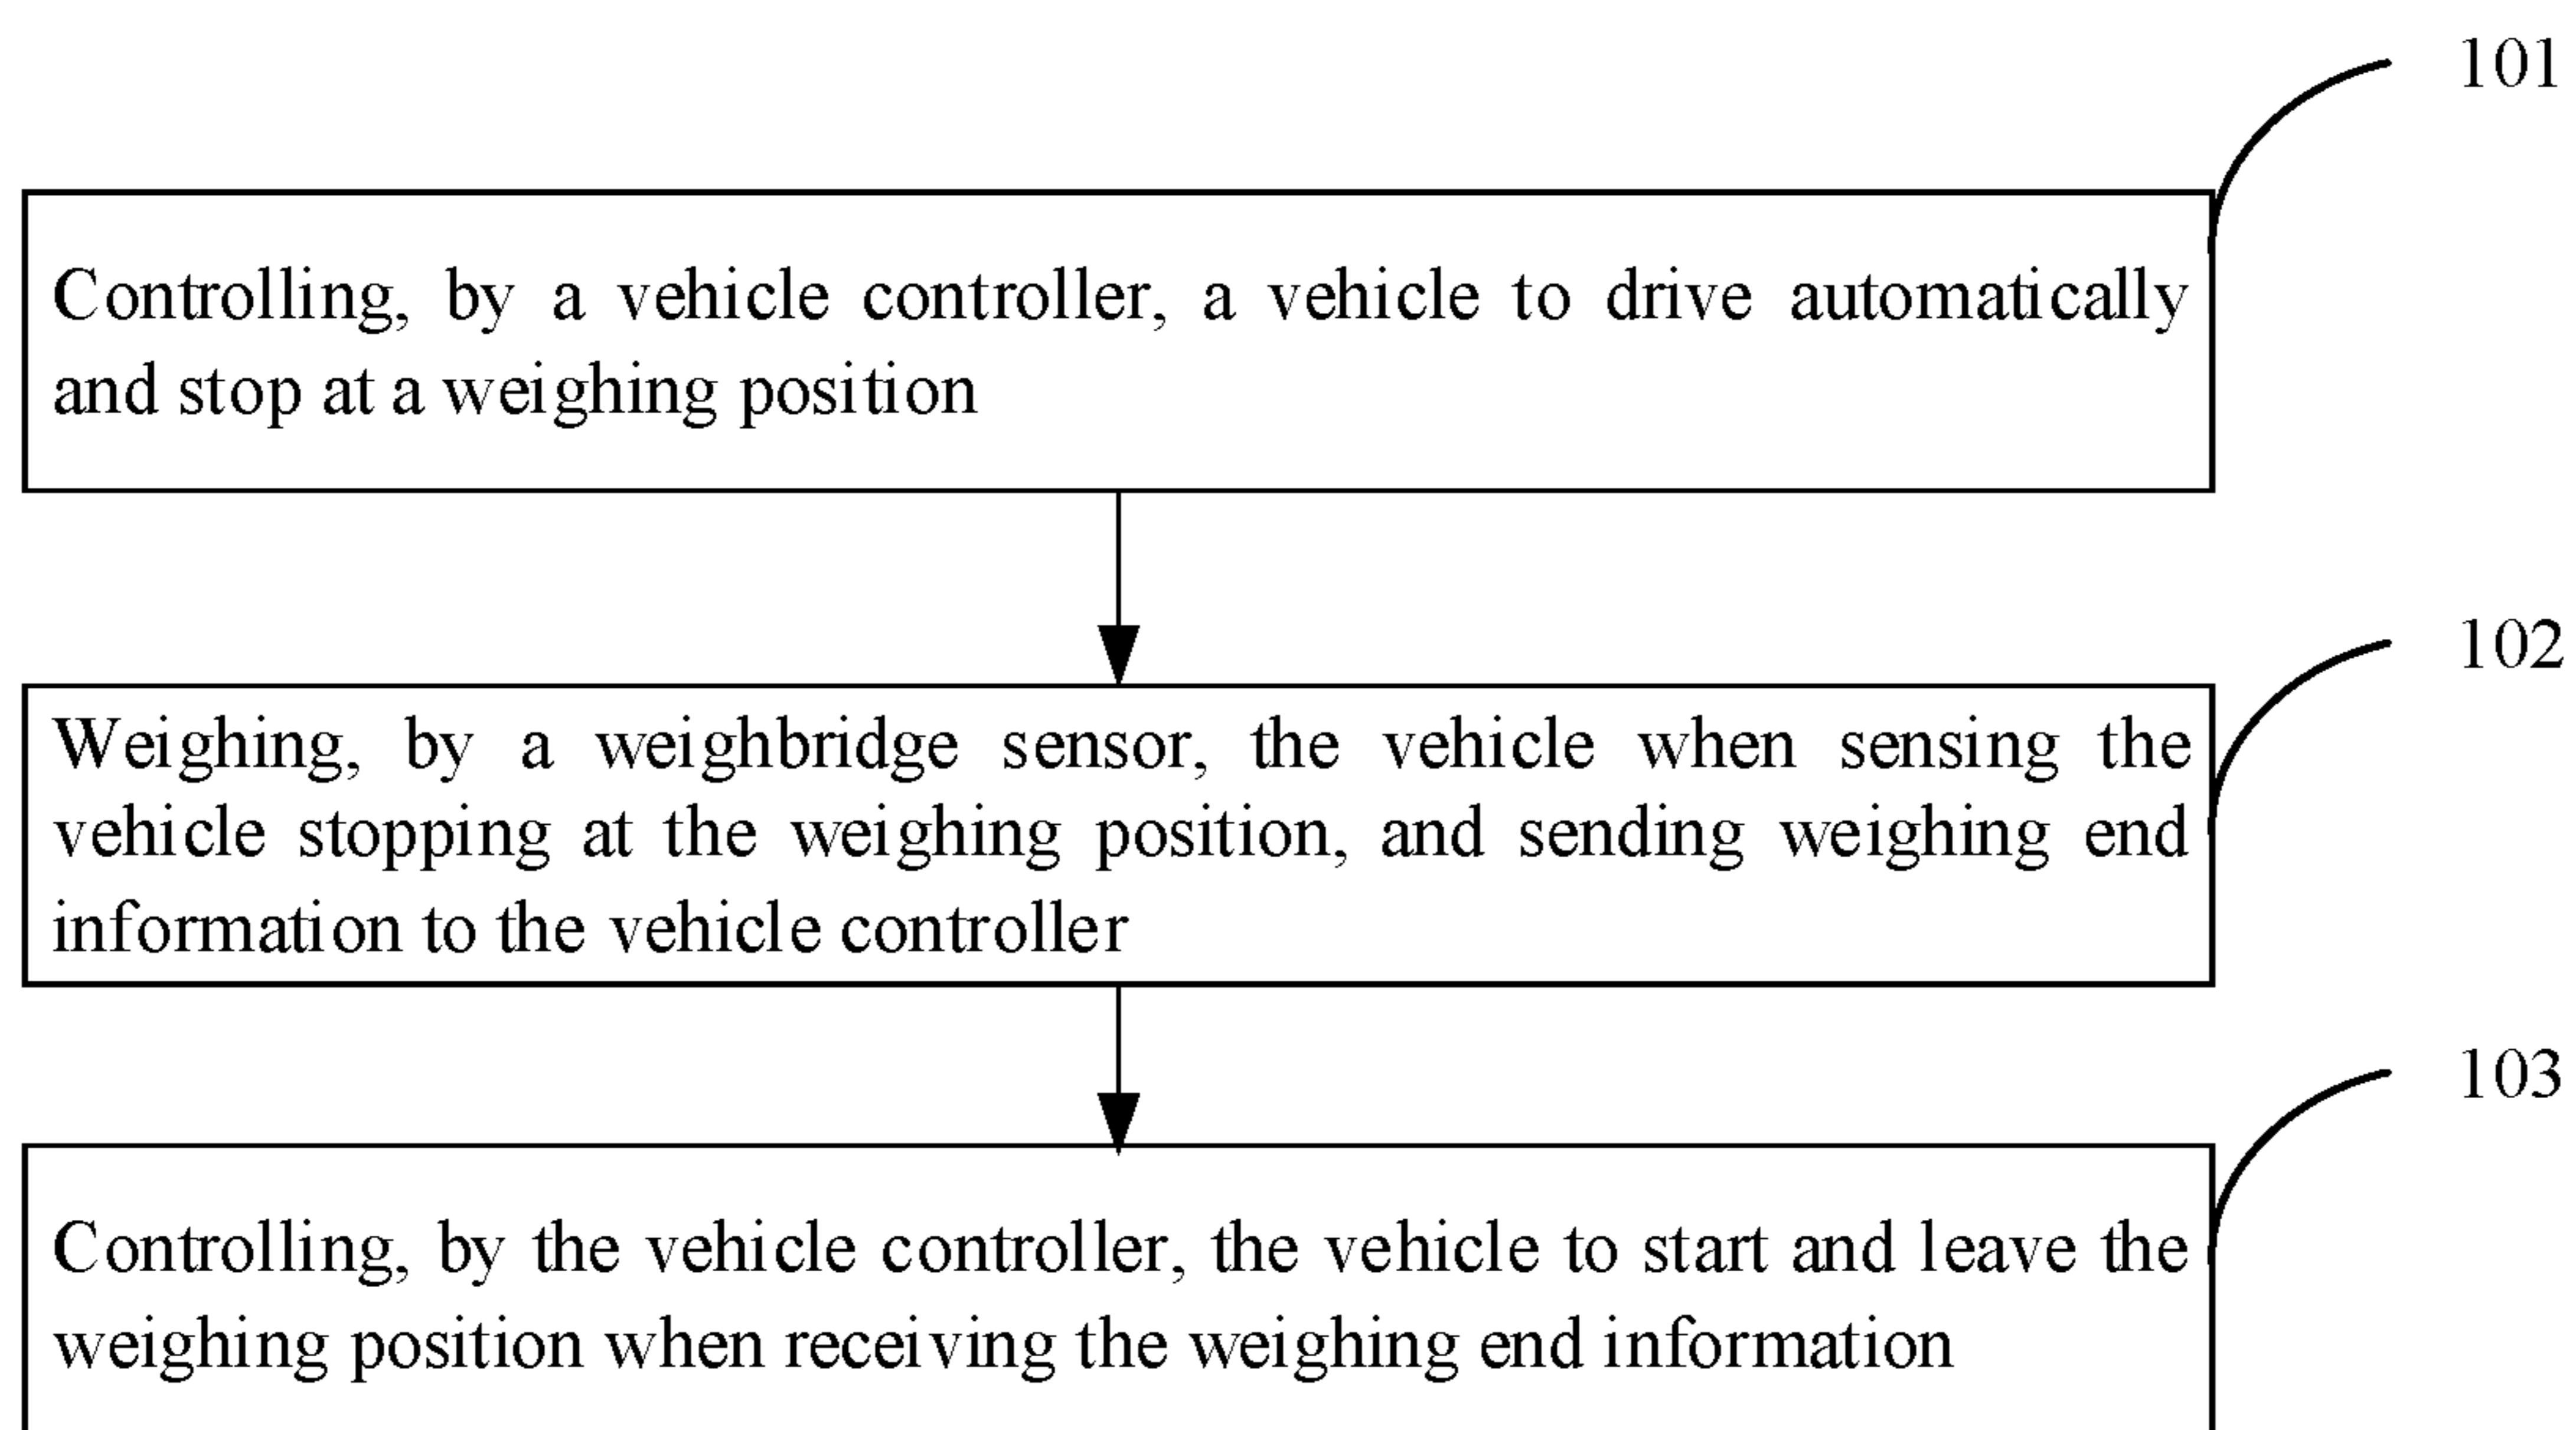 101
Controlling, by a vehicle controller, a vehicle to drive automatically
and stop at a weighing position
102
Weighing, by a weighbridge sensor, the vehicle when sensing the
vehicle stopping at the weighing position, and sending weighing end
information to the vehicle controller
103
Controlling, by the vehicle controller, the vehicle to start and leave the
weighing position when receiving the weighing end information